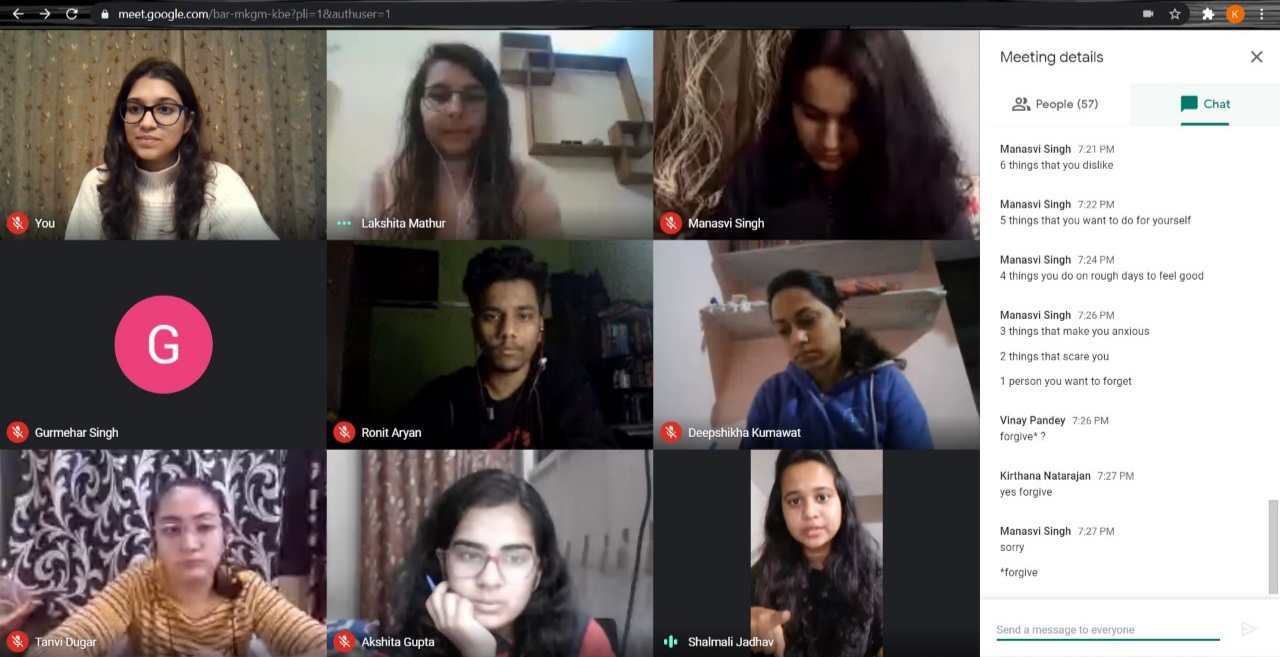 meet.google.com/bar-mkgm-kbe?pli=1&authuser=1
K
Meeting details
People (57)
Chat
You
Lakshita Mathur
Manasvi Singh
G
Gurmehar Singh
Ronit Aryan
Deepshikha Kumawat
Tanvi Dugar
Akshita Gupta
Shalmali Jadhav
Manasvi Singh 7:21 PM
6 things that you dislike
Manasvi Singh 7:22 PM
5 things that you want to do for yourself
Manasvi Singh 7:24 PM
4 things you do on rough days to feel good
Manasvi Singh 7:26 PM
3 things that make you anxious
2 things that scare you
1 person you want to forget
Vinay Pandey 7:26 PM
forgive* ?
Kirthana Natarajan 7:27 PM
yes forgive
Manasvi Singh 7:27 PM
sorry
*forgive
Send a message to everyone